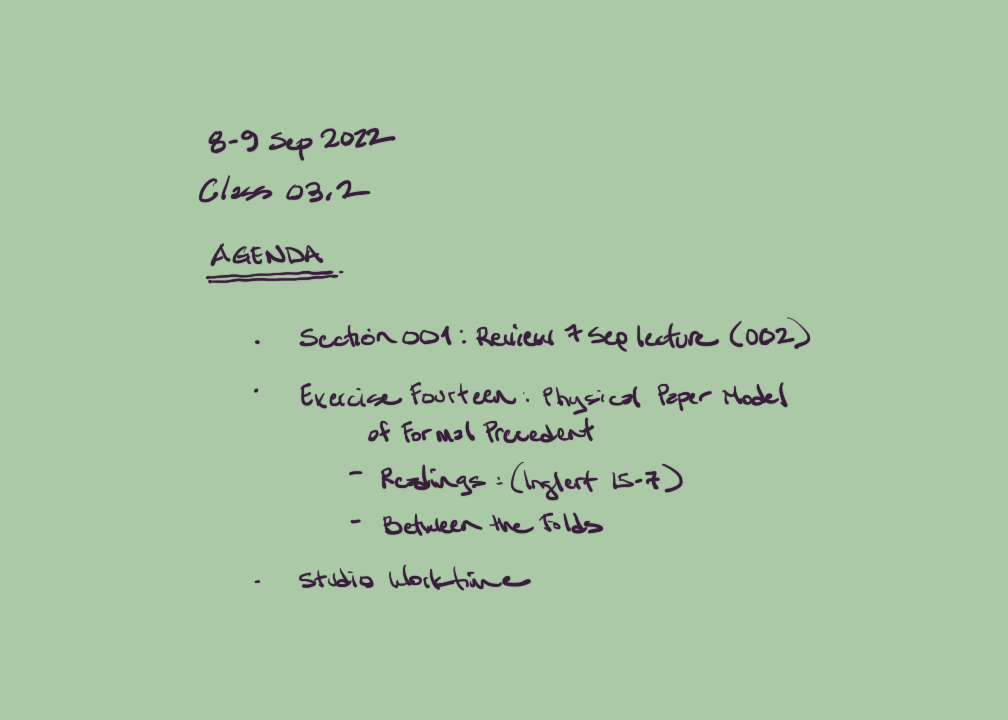 8-9 Sep 2022
Class 03.2
AGENDA
· Section 001: Review 7 Sep lecture (002)
· Exercise Fourteen: Physical Paper Model
of Formal Precedent
- Readings: (Inglert 15-7)
- Between the Folds
· Studio Worktime